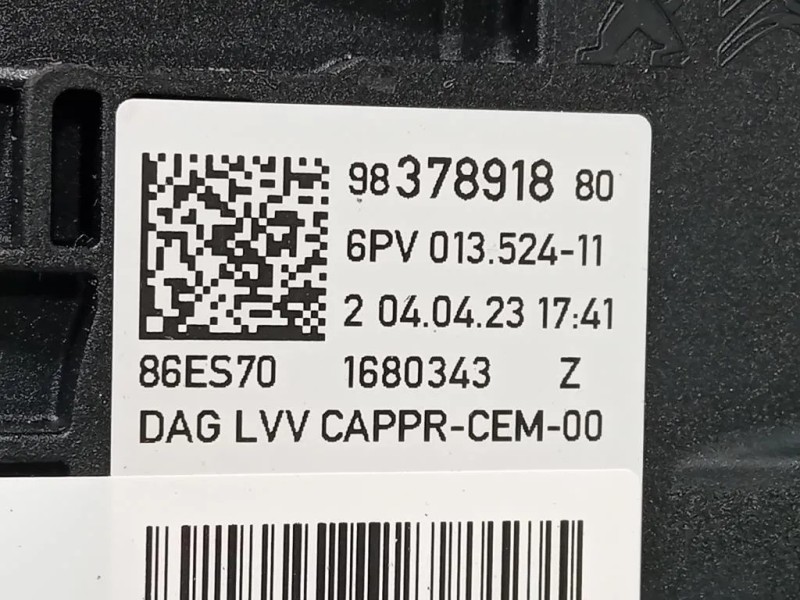 98 378918 80
6PV 013.524-11
2 04.04.23 17:41
86ES70 1680343 Z
DAG LVV CAPPR-CEM-00